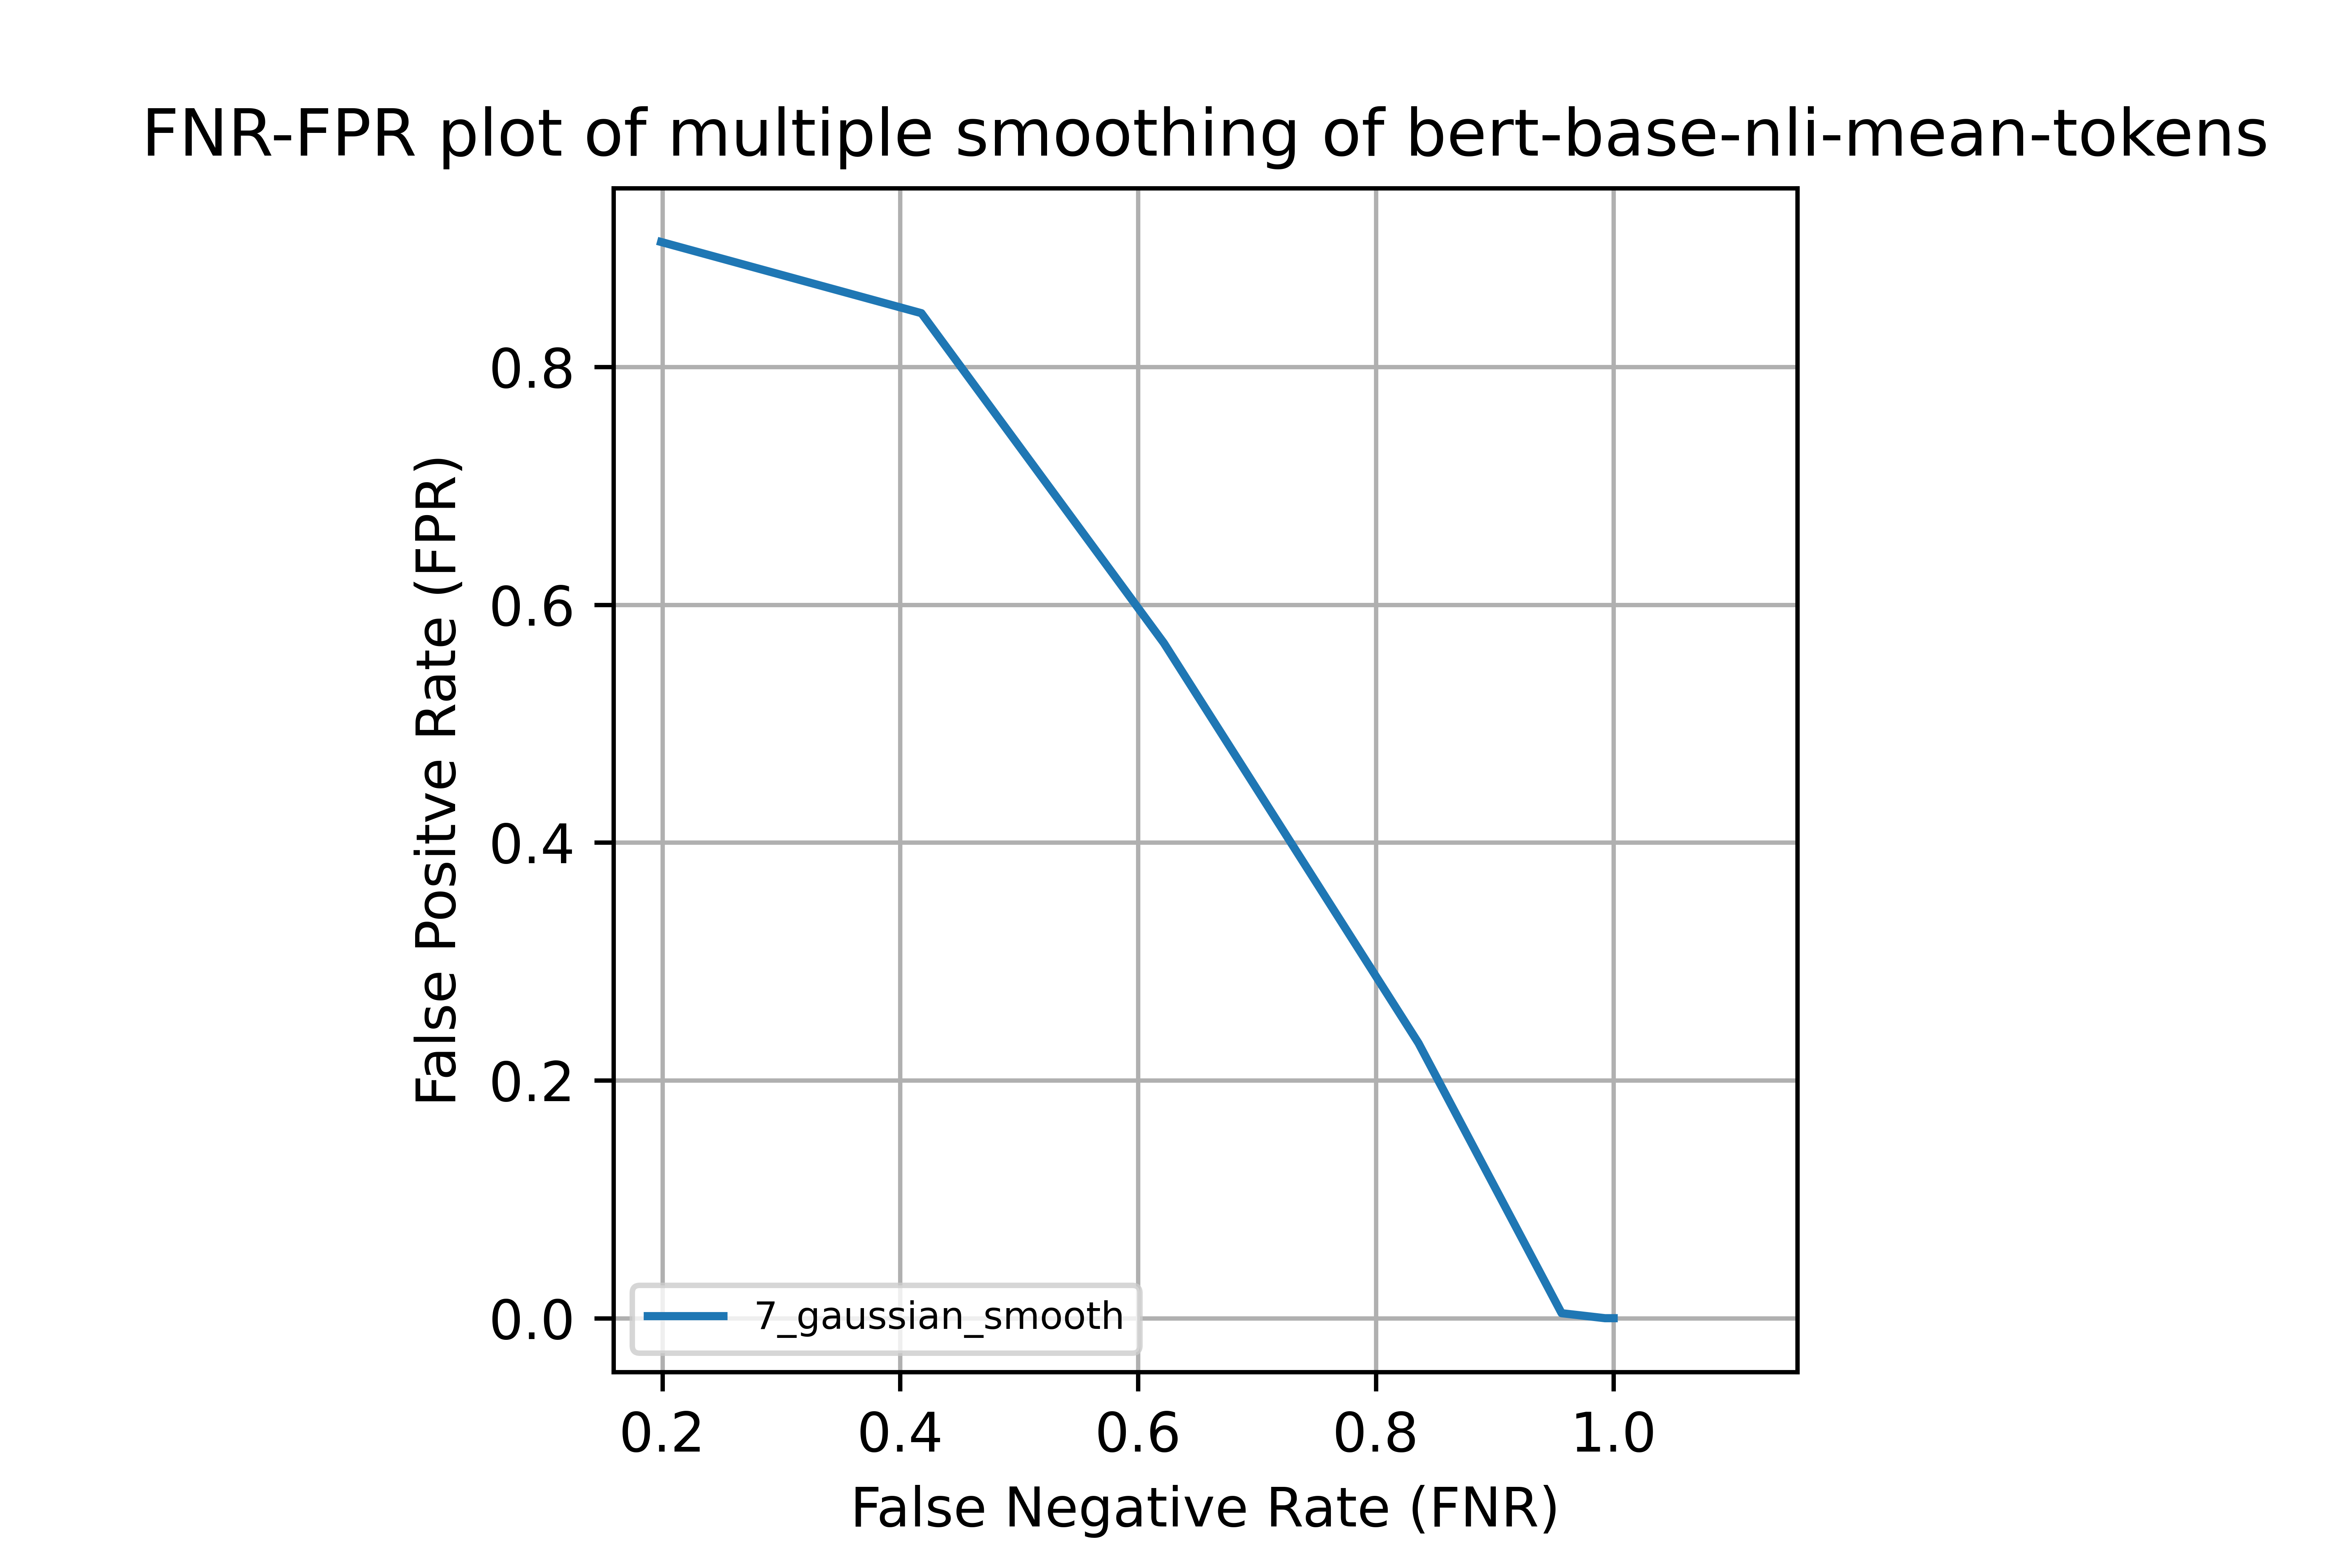 FNR-FPR plot of multiple smoothing of bert-base-nli-mean-tokens
False Positve Rate (FPR)
0.8
0.6
0.4
0.2
0.0
7_gaussian_smooth
0.2 0.4 0.6 0.8 1.0
False Negative Rate (FNR)